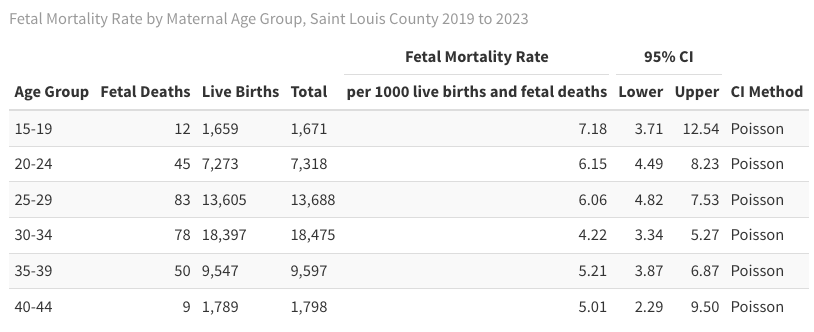 Fetal Mortality Rate by Maternal Age Group, Saint Louis County 2019 to 2023
Fetal Mortality Rate 95% CI
Age Group Fetal Deaths Live Births Total per 1000 live births and fetal deaths Lower Upper CI Method
15-19 12 1,659 1,671 7.18 3.71 12.54 Poisson
20-24 45 7,273 7,318 6.15 4.49 8.23 Poisson
25-29 83 13,605 13,688 6.06 4.82 7.53 Poisson
30-34 78 18,397 18,475 4.22 3.34 5.27 Poisson
35-39 50 9,547 9,597 5.21 3.87 6.87 Poisson
40-44 9 1,789 1,798 5.01 2.29 9.50 Poisson